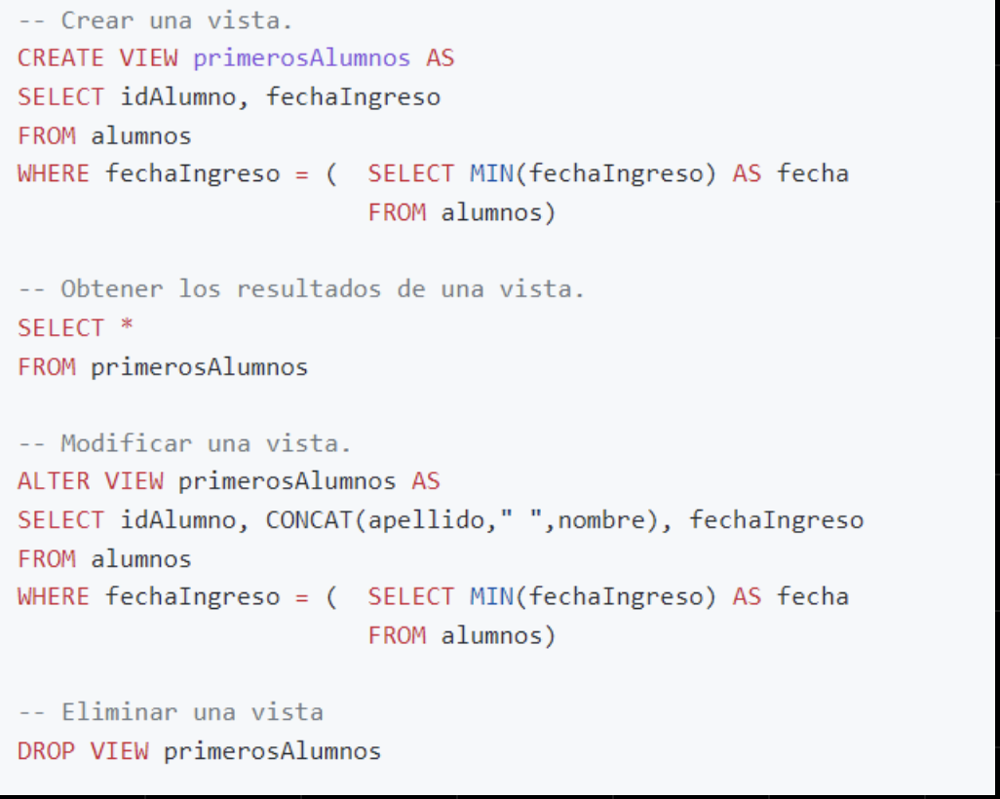 -- Crear una vista.
CREATE VIEW primerosAlumnos AS
SELECT idAlumno, fechaIngreso
FROM alumnos
WHERE fechaIngreso = (  SELECT MIN(fechaIngreso) AS fecha
                        FROM alumnos)

-- Obtener los resultados de una vista.
SELECT *
FROM primerosAlumnos

-- Modificar una vista.
ALTER VIEW primerosAlumnos AS
SELECT idAlumno, CONCAT(apellido," ",nombre), fechaIngreso
FROM alumnos
WHERE fechaIngreso = (  SELECT MIN(fechaIngreso) AS fecha
                        FROM alumnos)

-- Eliminar una vista
DROP VIEW primerosAlumnos